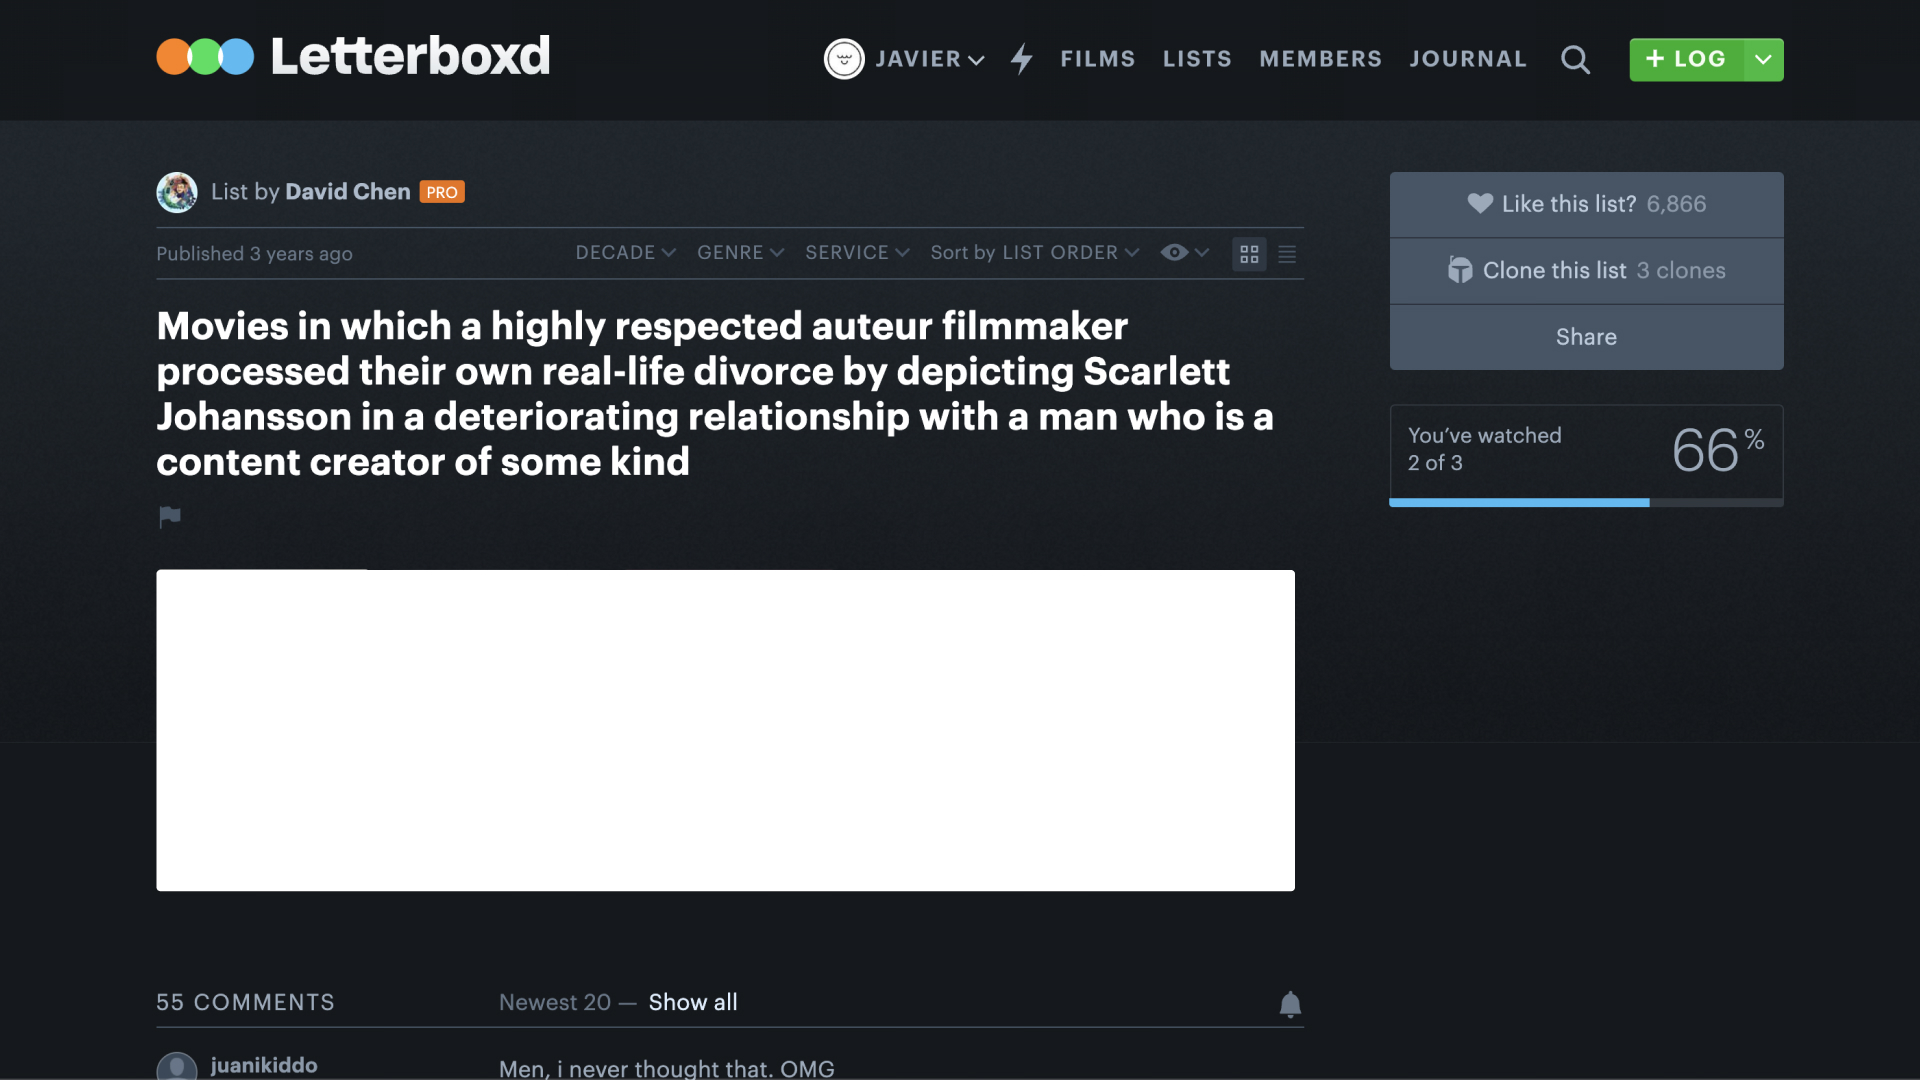 Letterboxd
JAVIER FILMS LISTS MEMBERS JOURNAL + LOG
List by David Chen PRO
Published 3 years ago DECADE GENRE SERVICE Sort by LIST ORDER
Movies in which a highly respected auteur filmmaker
processed their own real-life divorce by depicting Scarlett
Johansson in a deteriorating relationship with a man who is a
content creator of some kind
Like this list? 6,866
Clone this list 3 clones
Share
You’ve watched
2 of 3
66%
55 COMMENTS Newest 20 — Show all
juanikiddo Men, i never thought that. OMG